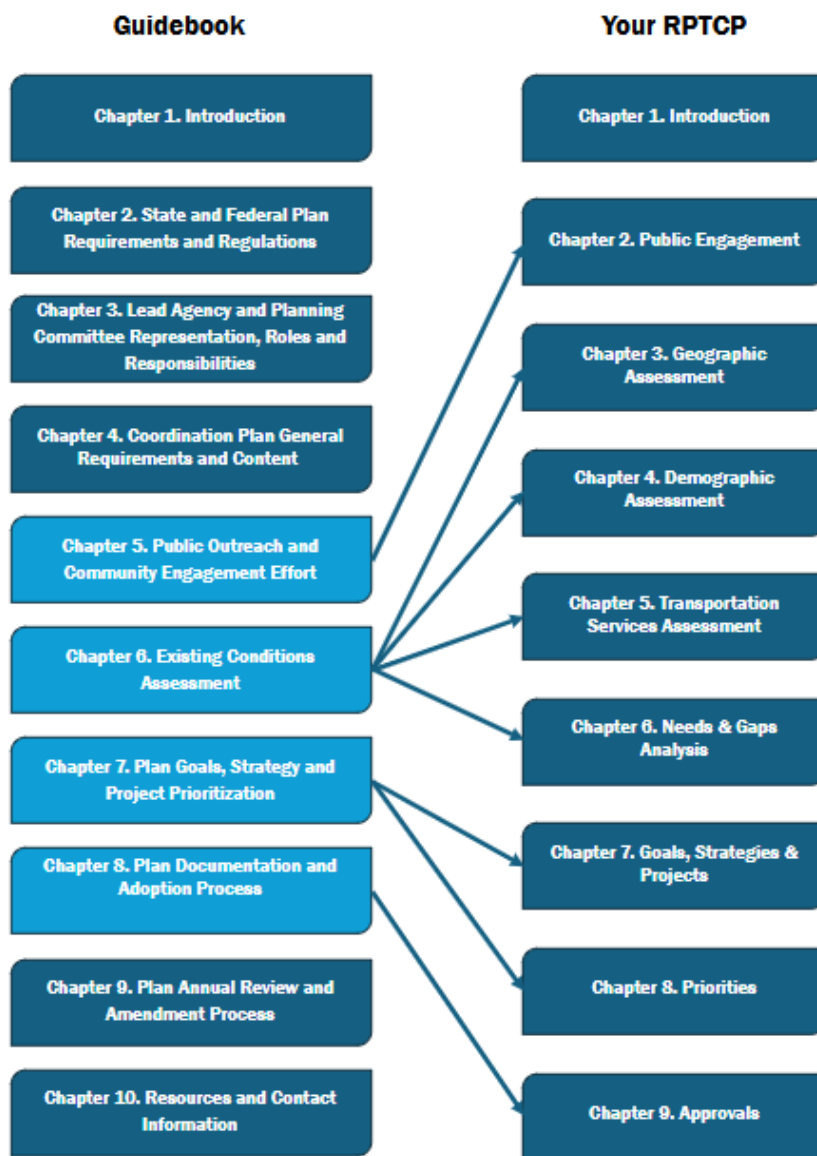 Guidebook
Your RPTCP
Chapter 1. Introduction
Chapter 2. State and Federal Plan
Requirements and Regulations
Chapter 3. Lead Agency and Planning
Committee Representation, Roles and
Responsibilities
Chapter 4. Coordination Plan General
Requirements and Content
Chapter 5. Public Outreach and
Community Engagement Effort
Chapter 6. Existing Conditions
Assessment
Chapter 7. Plan Goals, Strategy and
Project Prioritization
Chapter 8. Plan Documentation and
Adoption Process
Chapter 9. Plan Annual Review and
Amendment Process
Chapter 10. Resources and Contact
Information
Chapter 1. Introduction
Chapter 2. Public Engagement
Chapter 3. Geographic
Assessment
Chapter 4. Demographic
Assessment
Chapter 5. Transportation
Services Assessment
Chapter 6. Needs & Gaps
Analysis
Chapter 7. Goals, Strategies &
Projects
Chapter 8. Priorities
Chapter 9. Approvals